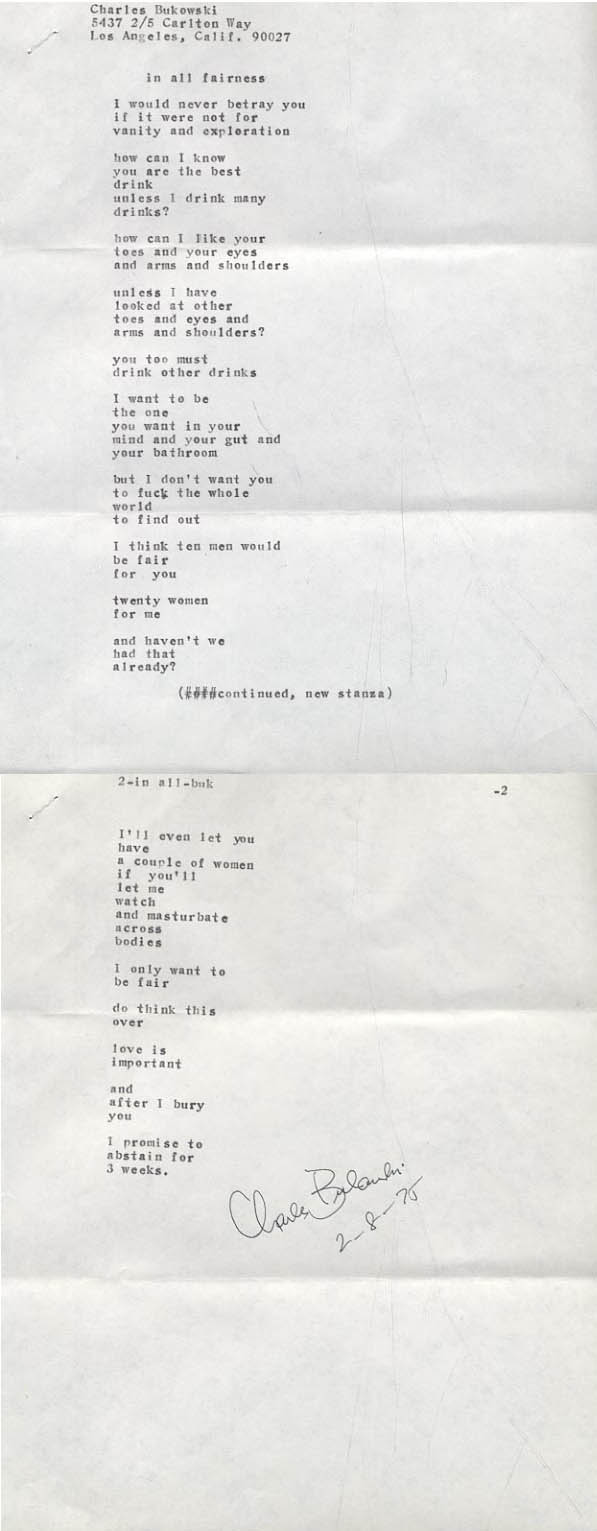 Charles Bukowski
5437 2/5 Carlton Way
Los Angeles, Calif. 90027
in all fairness
I would never betray you
if it were not for
vanity and exploration
how can I know
you are the best
drink
unless I drink many
drinks?
how can I like your
toes and your eyes
and arms and shoulders
unless I have
looked at other
toes and eyes and
arms and shoulders?
you too must
drink other drinks
I want to be
the one
you want in your
mind and your gut and
your bathroom
but I don't want you
to fuck the whole
world
to find out
I think ten men would
be fair
for you
twenty women
for me
and haven't we
had that
already?
(####continued, new stanza)
2-in all-buk
-2
I'll even let you
have
a couple of women
if you'll
let me
watch
and masturbate
across
bodies
I only want to
be fair
do think this
over
love is
important
and
after I bury
you
I promise to
abstain for
3 weeks.
Charles Bukowski
2-8-75